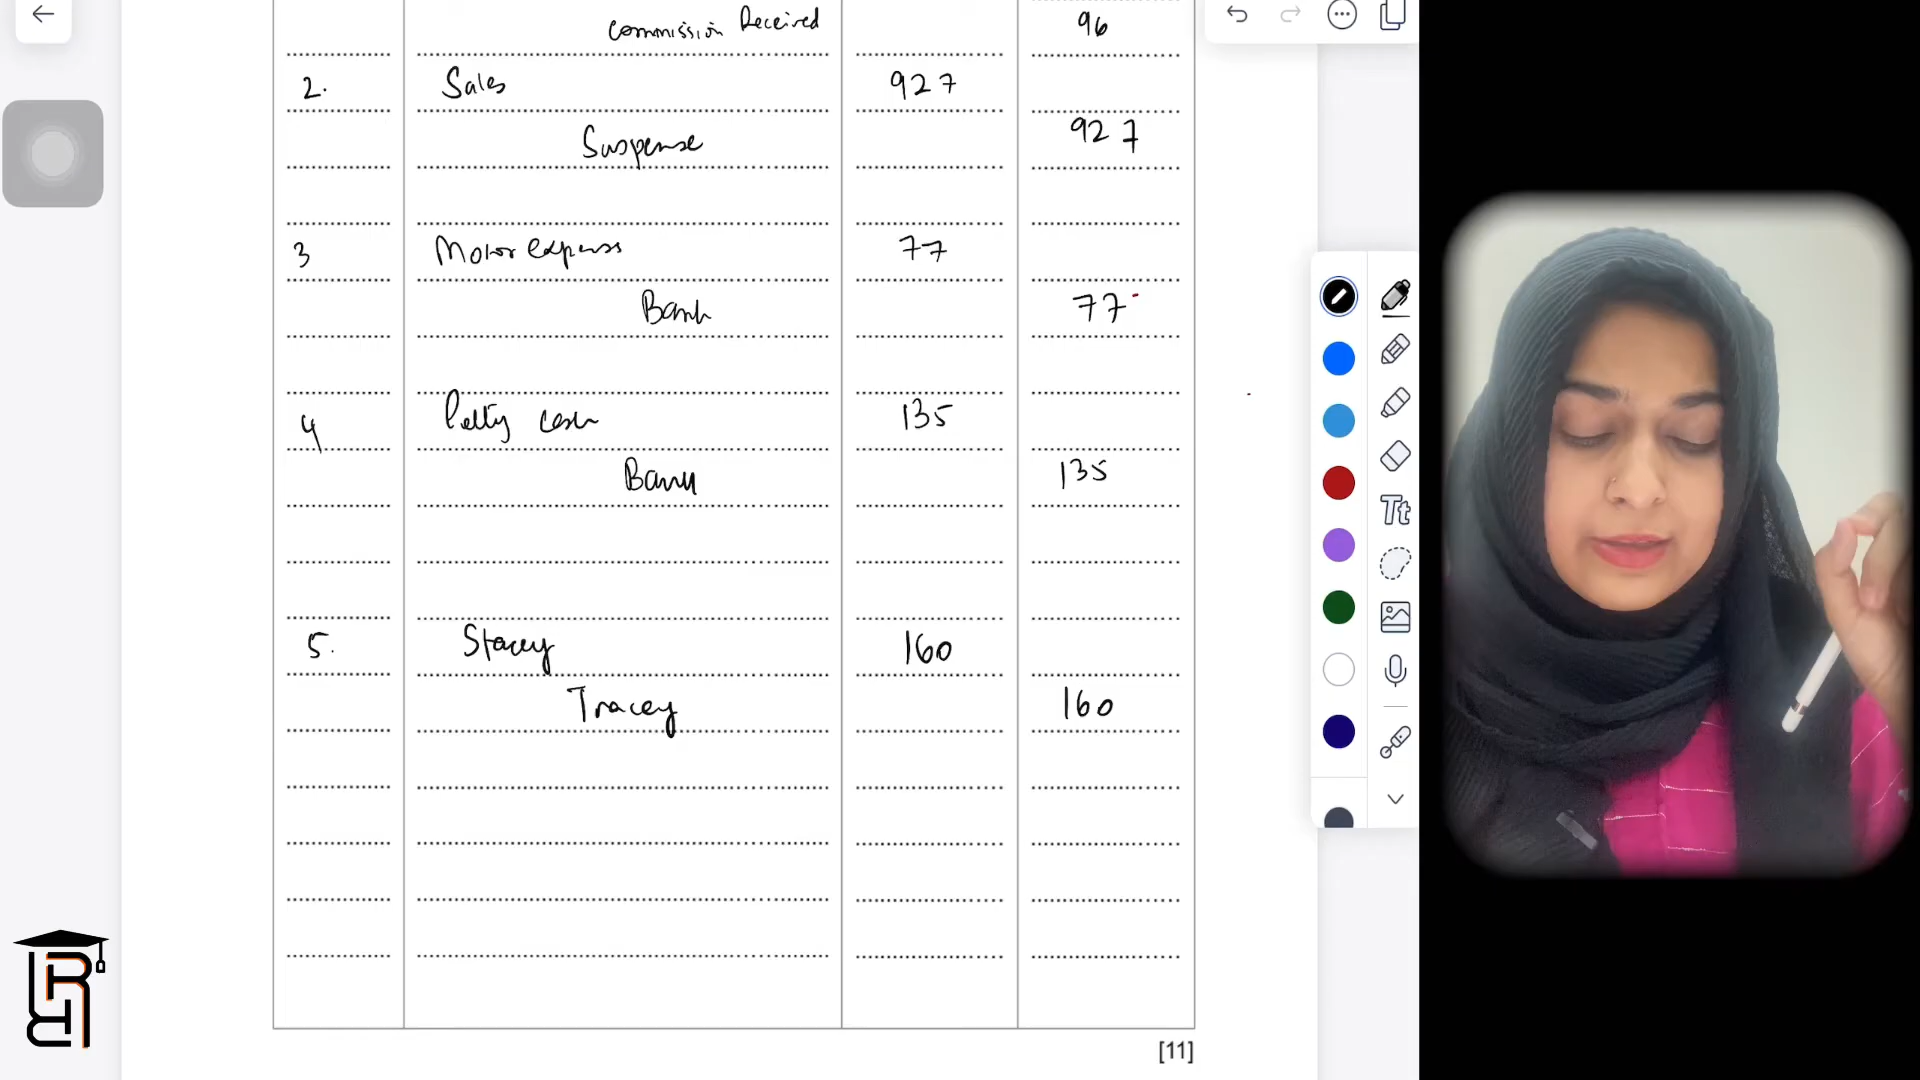 Commission Received 96
2. Sales 927
Suspense 927
3 Motor expenses 77
Bank 77
4 Petty cash 135
Bank 135
5. Stacey 160
Tracey 160
[11]
Tt